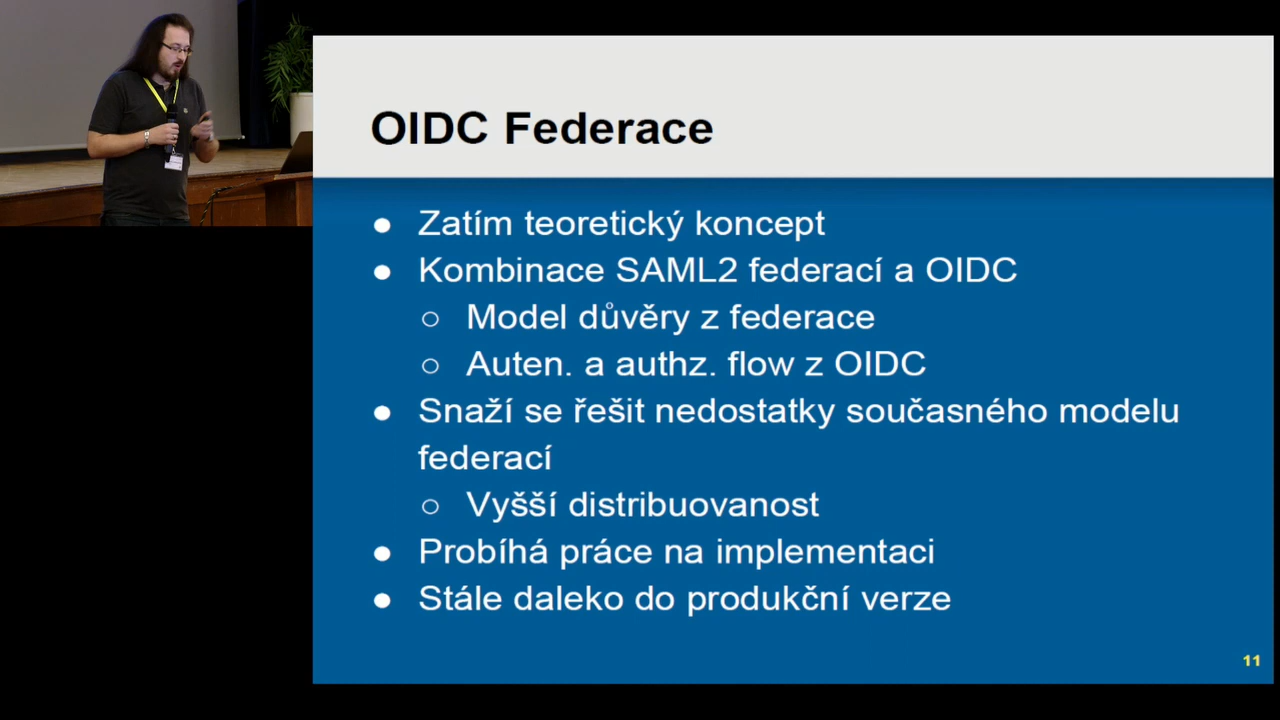 OIDC Federace
● Zatím teoretický koncept
● Kombinace SAML2 federací a OIDC
○ Model důvěry z federace
○ Auten. a authz. flow z OIDC
● Snaží se řešit nedostatky současného modelu
federací
○ Vyšší distribuovanost
● Probíhá práce na implementaci
● Stále daleko do produkční verze
11